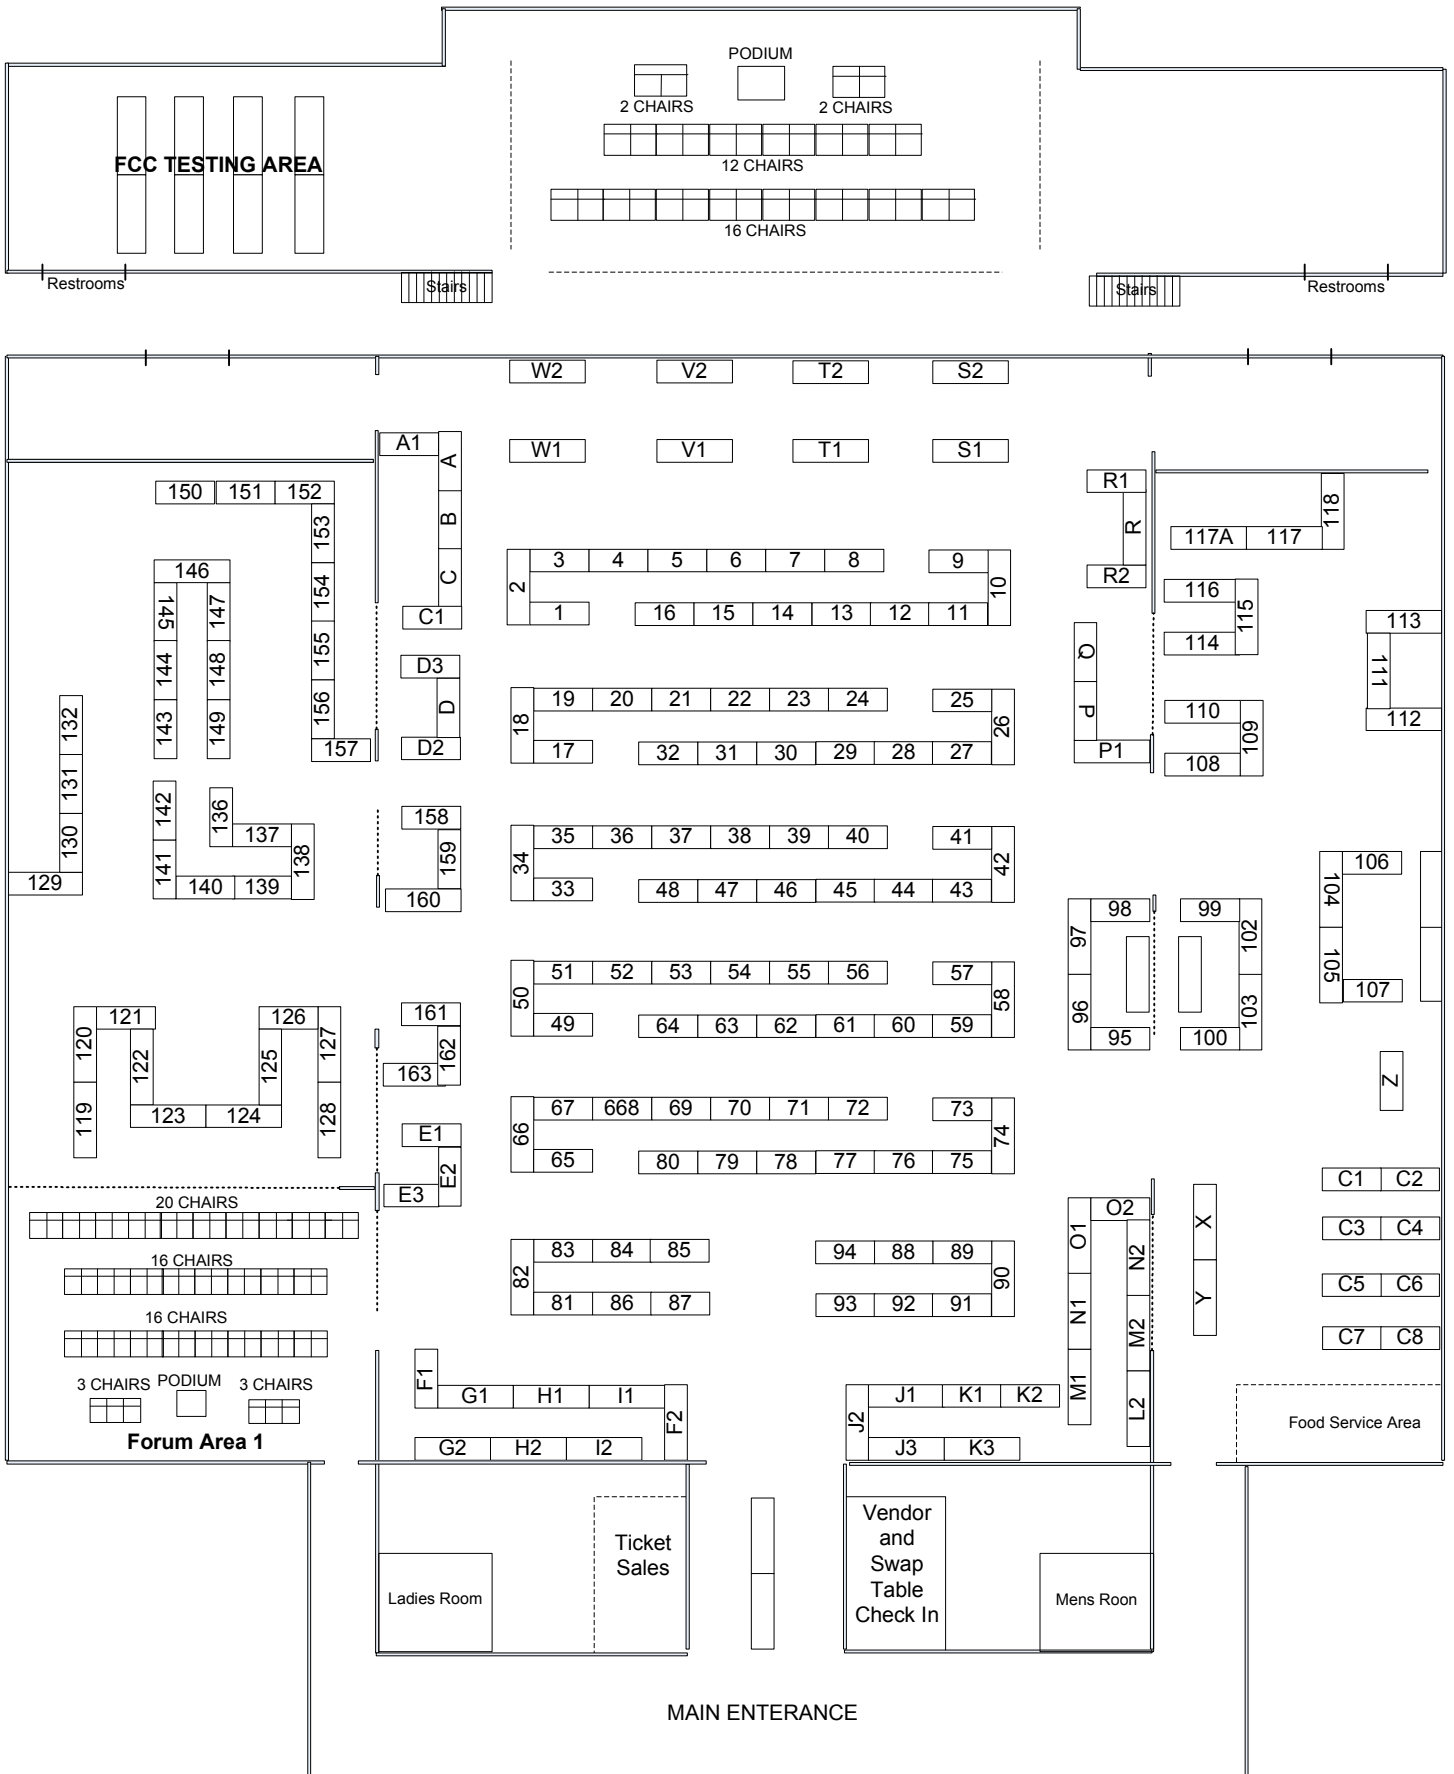 PODIUM
2 CHAIRS
2 CHAIRS
12 CHAIRS
16 CHAIRS
FCC TESTING AREA
Restrooms
Stairs
Stairs
Restrooms
W2 V2 T2 S2
W1 V1 T1 S1
A1
A
B
C
C1
D3
D
D2
R1
R
R2
Q
P
P1
150 151 152
153
154
155
156
157
146
145
144
143
147
148
149
142
141
136
137
138
140 139
132
131
130
129
158
159
160
161
162
163
E1
E2
E3
120
119
121
122
123 124
125
126
127
128
2
3 4 5 6 7 8 9
10
1 16 15 14 13 12 11
18
19 20 21 22 23 24 25
26
17 32 31 30 29 28 27
34
35 36 37 38 39 40 41
42
33 48 47 46 45 44 43
50
51 52 53 54 55 56 57
58
49 64 63 62 61 60 59
66
67 668 69 70 71 72 73
74
65 80 79 78 77 76 75
82
83 84 85 94 88 89
90
81 86 87 93 92 91
118
117A 117
116
115
114
113
111
112
110
109
108
106
104
105
107
98
97
96
95
99
102
103
100
Z
C1 C2
C3 C4
C5 C6
C7 C8
X
Y
O2
O1
N1
M1
N2
M2
L2
20 CHAIRS
16 CHAIRS
16 CHAIRS
3 CHAIRS PODIUM 3 CHAIRS
Forum Area 1
F1
G1 H1 I1
F2
G2 H2 I2
J2
J1 K1 K2
J3 K3
Food Service Area
Ticket
Sales
Ladies Room
Vendor
and
Swap
Table
Check In
Mens Roon
MAIN ENTERANCE